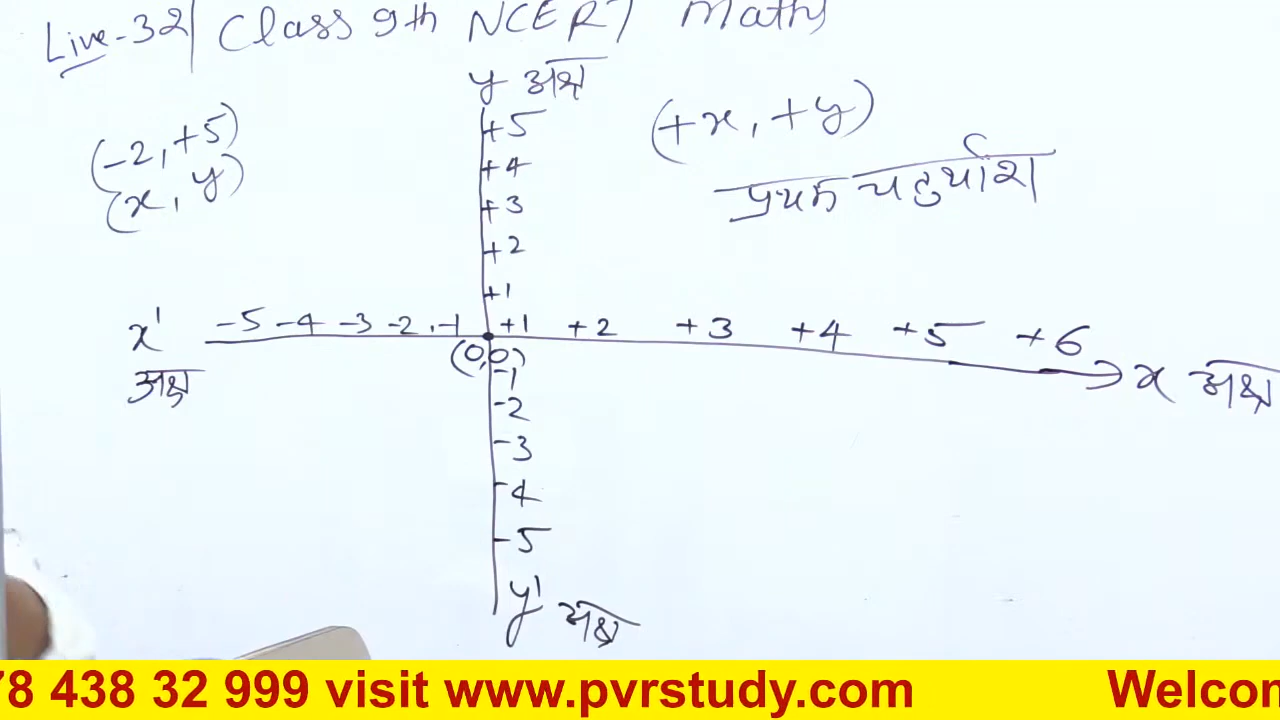 Live-32| Class 9th NCERT Maths
y अक्ष
(-2, +5)
(x, y)
(+x, +y)
प्रथम चतुर्थांश
+5
+4
+3
+2
+1
x' -5 -4 -3 -2, -1 +1 +2 +3 +4 +5 +6
अक्ष
(0,0)
x अक्ष
-1
-2
-3
-4
-5
y' अक्ष
78 438 32 999 visit www.pvrstudy.com Welcom